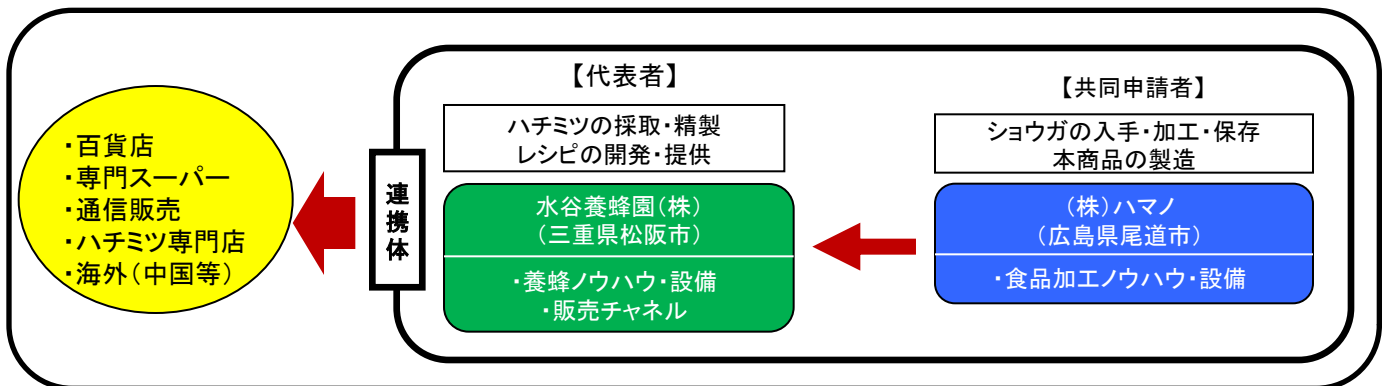 ・百貨店
・専門スーパー
・通信販売
・ハチミツ専門店
・海外（中国等）
連携体
【代表者】
ハチミツの採取・精製
レシピの開発・提供
水谷養蜂園（株）
（三重県松阪市）
・養蜂ノウハウ・設備
・販売チャネル
【共同申請者】
ショウガの入手・加工・保存
本商品の製造
（株）ハマノ
（広島県尾道市）
・食品加工ノウハウ・設備